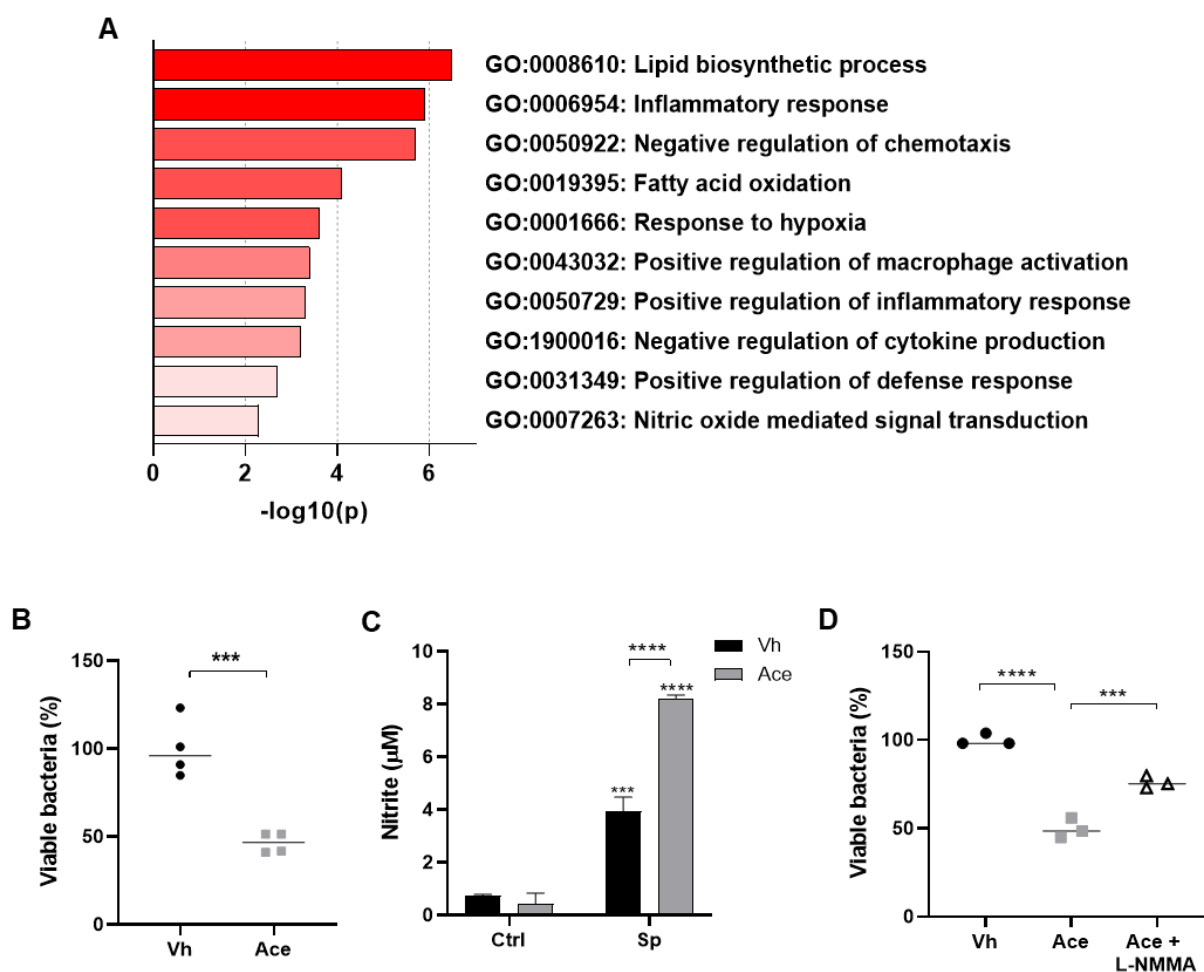 A
GO:0008610: Lipid biosynthetic process
GO:0006954: Inflammatory response
GO:0050922: Negative regulation of chemotaxis
GO:0019395: Fatty acid oxidation
GO:0001666: Response to hypoxia
GO:0043032: Positive regulation of macrophage activation
GO:0050729: Positive regulation of inflammatory response
GO:1900016: Negative regulation of cytokine production
GO:0031349: Positive regulation of defense response
GO:0007263: Nitric oxide mediated signal transduction
0 2 4 6
-log10(p)
B
Viable bacteria (%)
150
100
50
0
***
Vh Ace
C
Nitrite (µM)
10
8
6
4
2
0
****
****
***
Vh
Ace
Ctrl Sp
D
Viable bacteria (%)
150
100
50
0
****
***
Vh Ace Ace +
L-NMMA